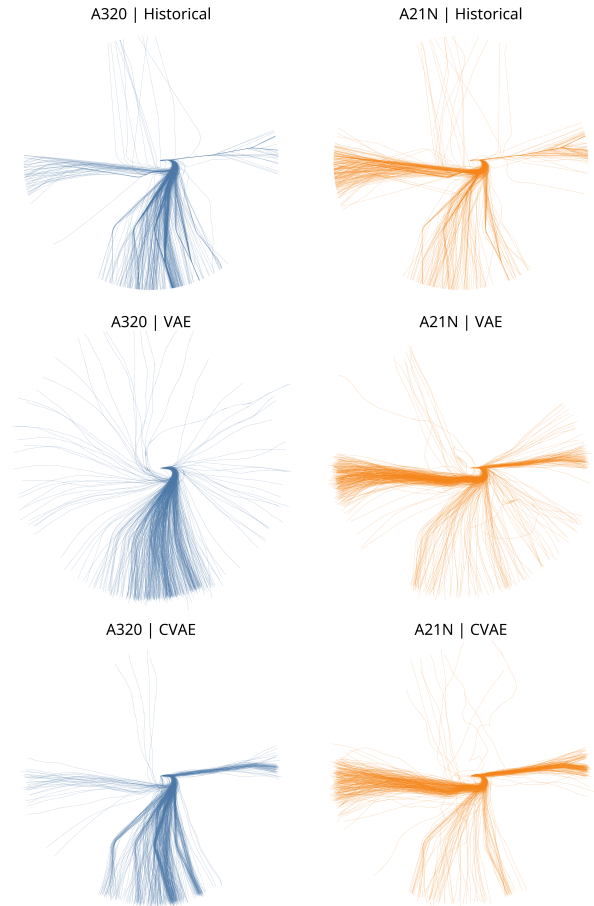 A320 | Historical
A21N | Historical
A320 | VAE
A21N | VAE
A320 | CVAE
A21N | CVAE